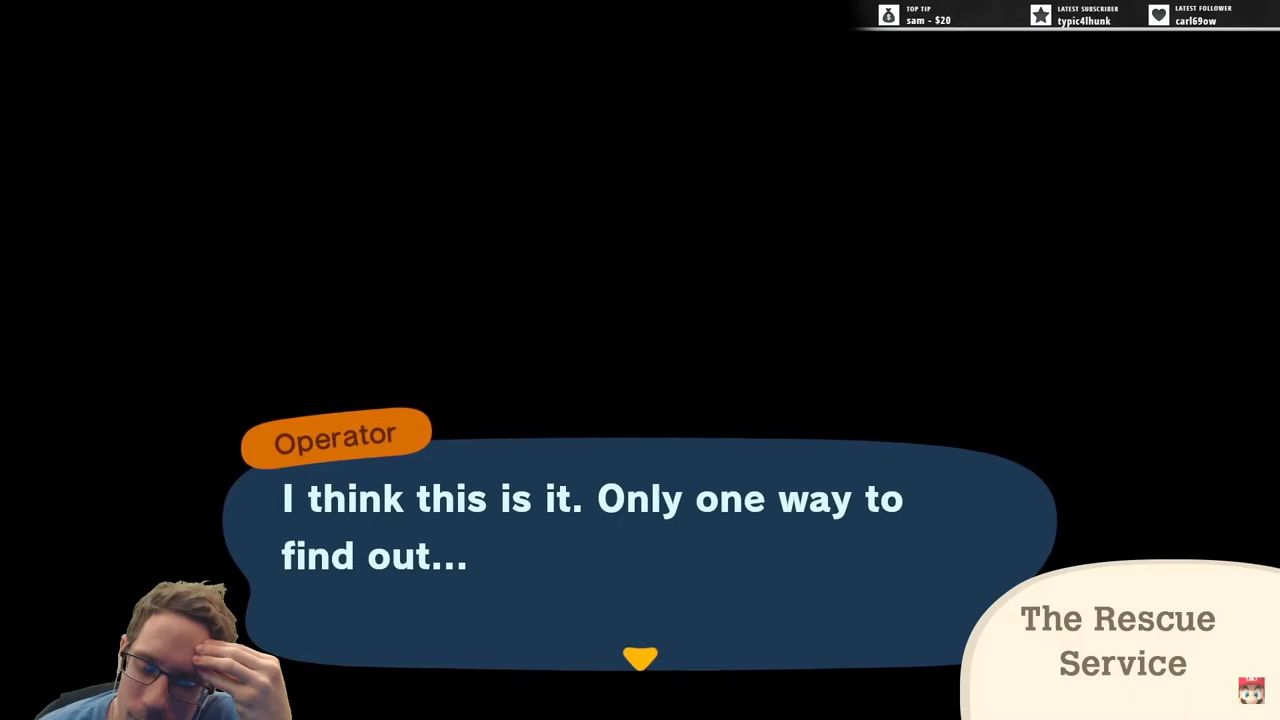 TOP TIP
sam - $20
LATEST SUBSCRIBER
typic4lhunk
LATEST FOLLOWER
carl69ow
Operator
I think this is it. Only one way to
find out...
The Rescue
Service